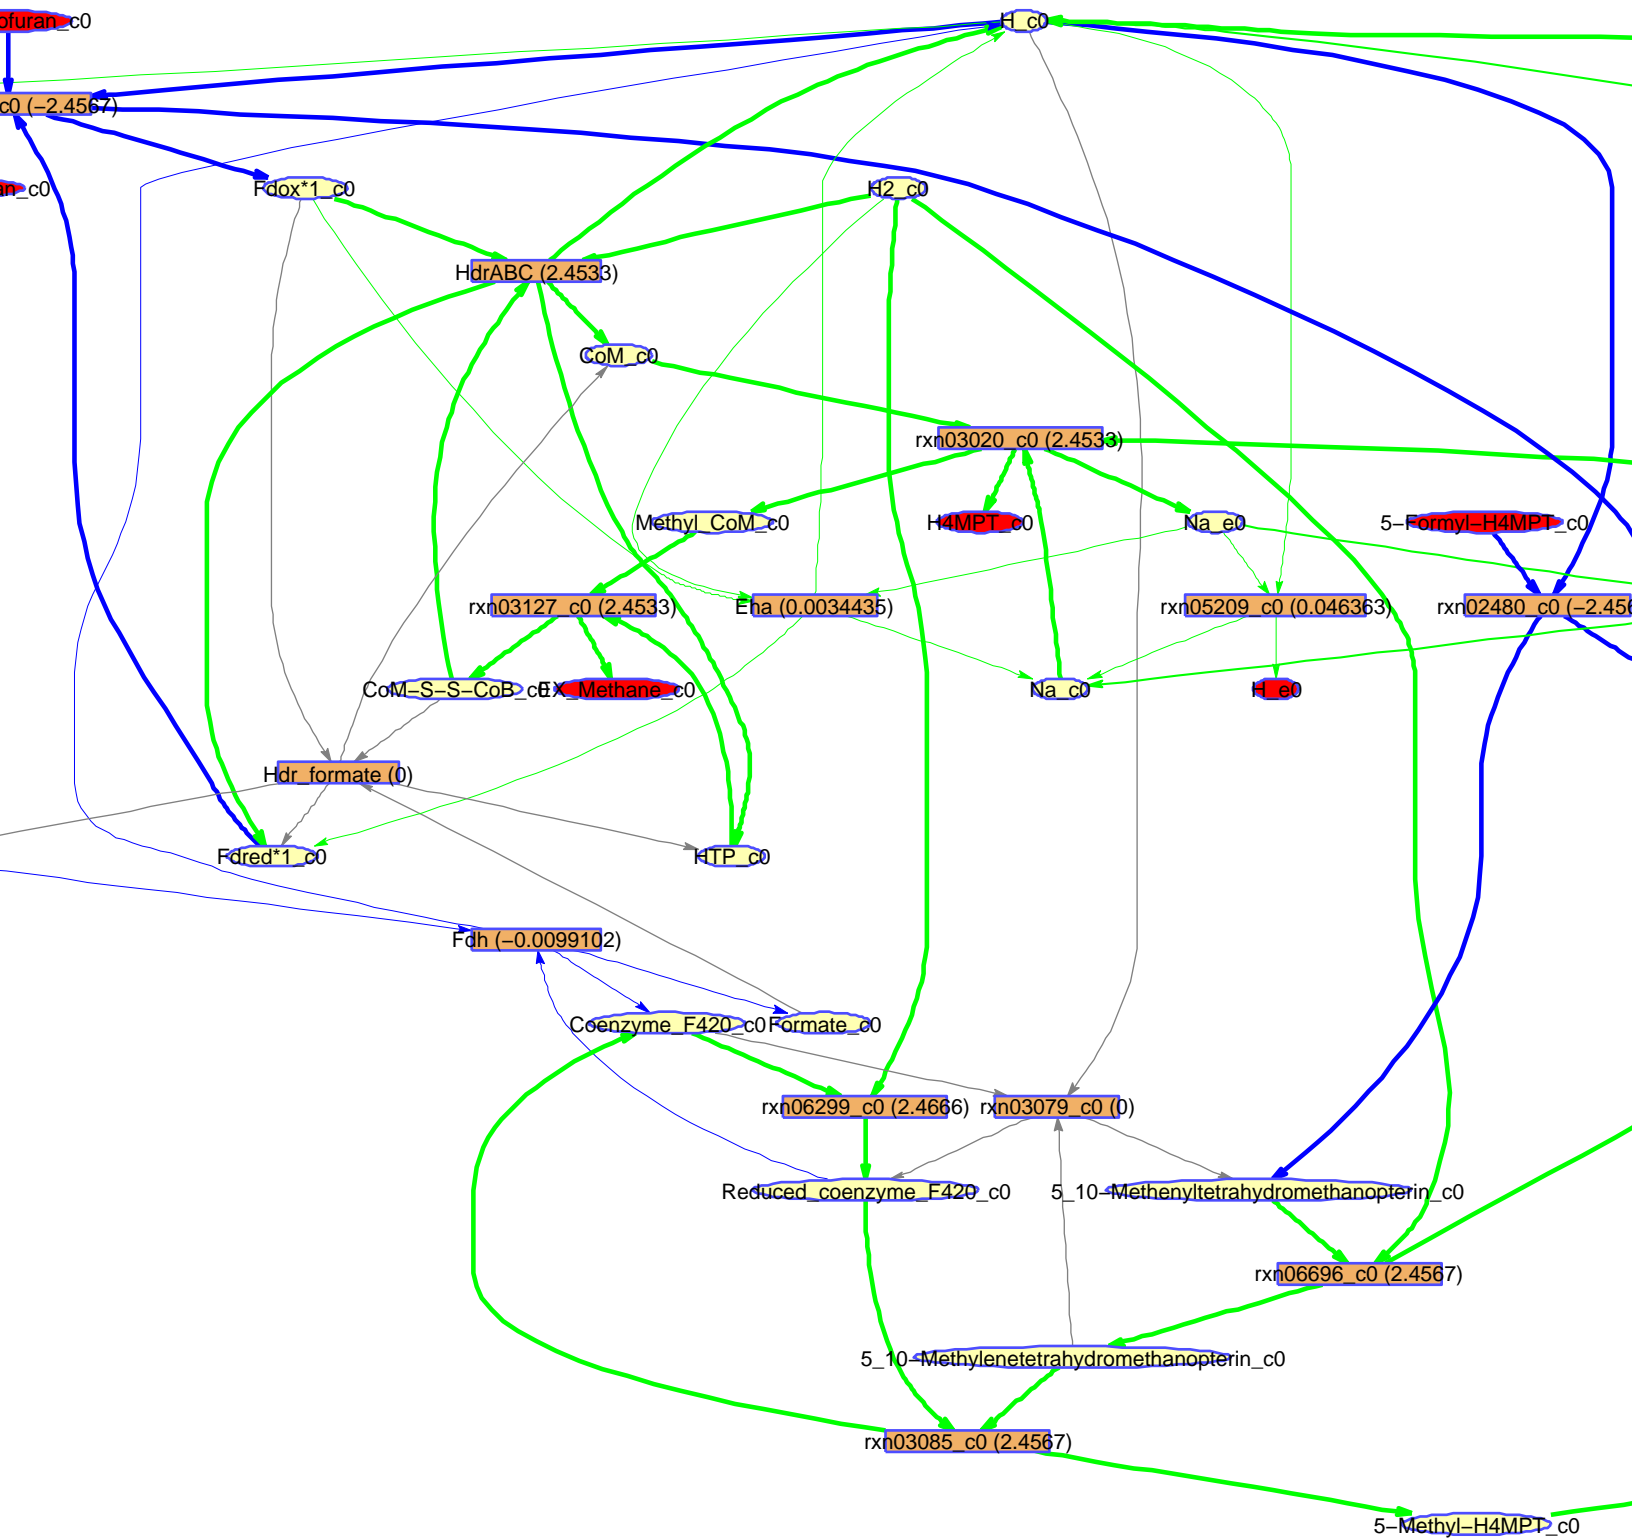 ofuran_c0
H_c0
c0 (−2.4567)
an_c0
Fdox*1_c0
H2_c0
HdrABC (2.4533)
CoM_c0
rxn03020_c0 (2.4533)
Methyl_CoM_c0
H4MPT_c0
Na_e0
5−Formyl−H4MPT_c0
rxn03127_c0 (2.4533)
Eha (0.0034435)
rxn05209_c0 (0.046363)
rxn02480_c0 (−2.456
CoM−S−S−CoB_c0
EX_Methane_c0
Na_c0
H_e0
Hdr_formate (0)
Fdred*1_c0
HTP_c0
Fdh (−0.0099102)
Coenzyme_F420_c0
Formate_c0
rxn06299_c0 (2.4666)
rxn03079_c0 (0)
Reduced_coenzyme_F420_c0
5_10−Methenyltetrahydromethanopterin_c0
rxn06696_c0 (2.4567)
5_10−Methylenetetrahydromethanopterin_c0
rxn03085_c0 (2.4567)
5−Methyl−H4MPT_c0